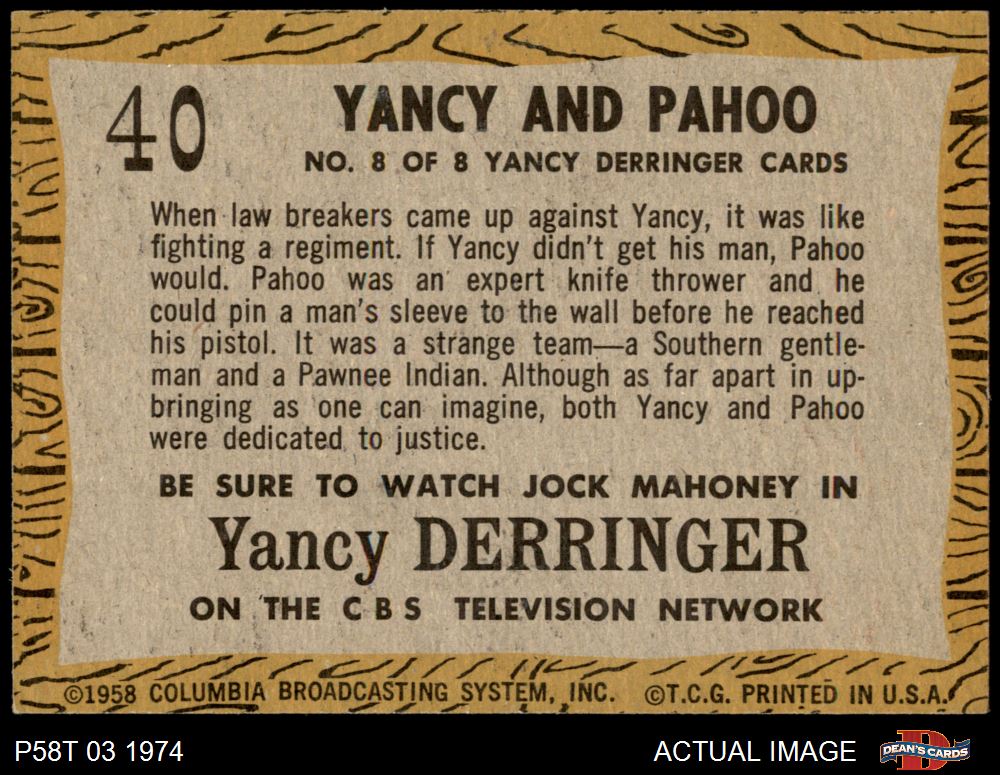 40
YANCY AND PAHOO
NO. 8 OF 8 YANCY DERRINGER CARDS
When law breakers came up against Yancy, it was like
fighting a regiment. If Yancy didn't get his man, Pahoo
would. Pahoo was an expert knife thrower and he
could pin a man's sleeve to the wall before he reached
his pistol. It was a strange team—a Southern gentle-
man and a Pawnee Indian. Although as far apart in up-
bringing as one can imagine, both Yancy and Pahoo
were dedicated to justice.
BE SURE TO WATCH JOCK MAHONEY IN
Yancy DERRINGER
ON THE CBS TELEVISION NETWORK
©1958 COLUMBIA BROADCASTING SYSTEM, INC. ©T.C.G. PRINTED IN U.S.A.
P58T 03 1974
ACTUAL IMAGE
DEAN'S CARDS